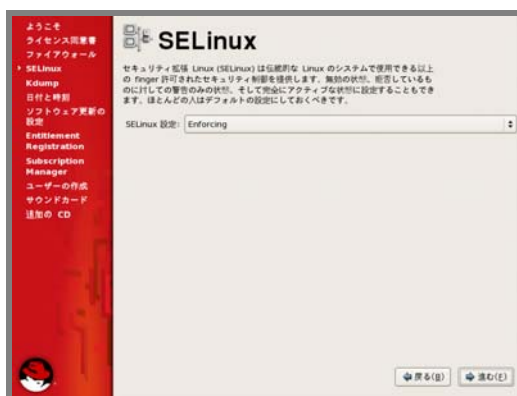 ようこそ
ライセンス同意書
ファイアウォール
SELinux
Kdump
日付と時刻
ソフトウェア更新の
設定
Entitlement
Registration
Subscription
Manager
ユーザーの作成
サウンドカード
追加の CD
SELinux
セキュリティ拡張 Linux (SELinux) は伝統的な Linux のシステムで使用できる以上
の finger 許可されたセキュリティ制御を提供します。無効の状態、拒否しているも
のに対しての警告のみの状態、そして完全にアクティブな状態に設定することもでき
ます。ほとんどの人はデフォルトの設定にしておくべきです。
SELinux 設定: Enforcing
戻る(B)
進む(F)